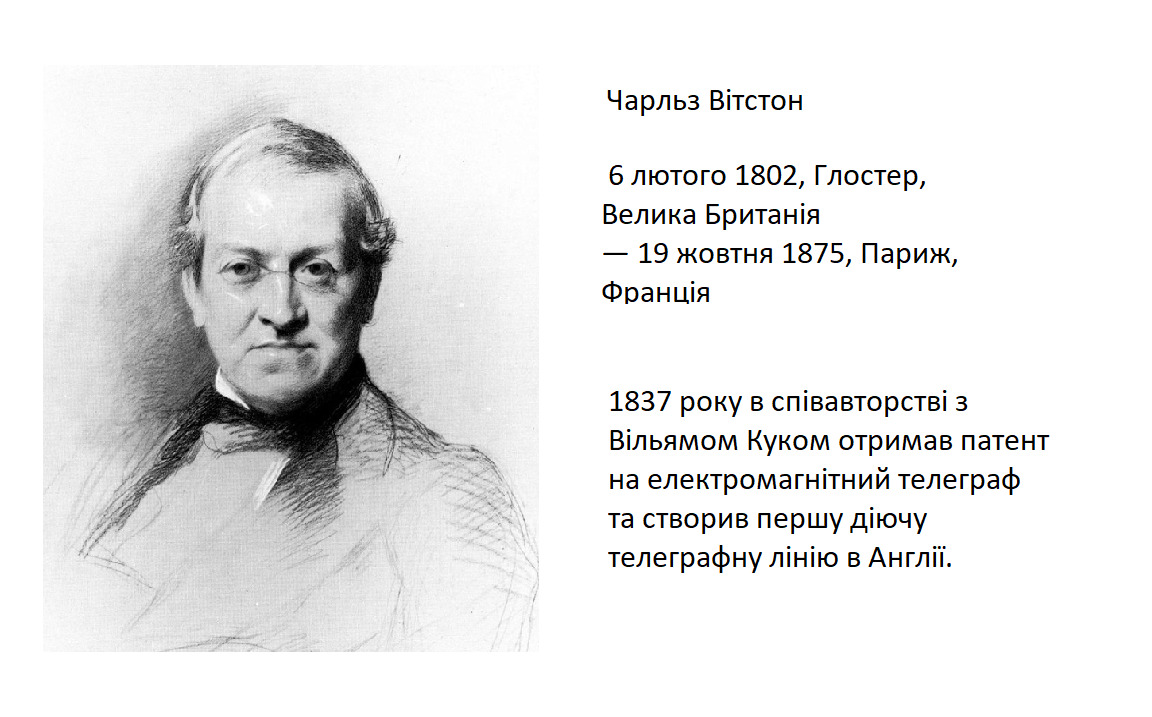 Чарльз Вітстон
6 лютого 1802, Глостер,
Велика Британія
— 19 жовтня 1875, Париж,
Франція
1837 року в співавторстві з
Вільямом Куком отримав патент
на електромагнітний телеграф
та створив першу діючу
телеграфну лінію в Англії.